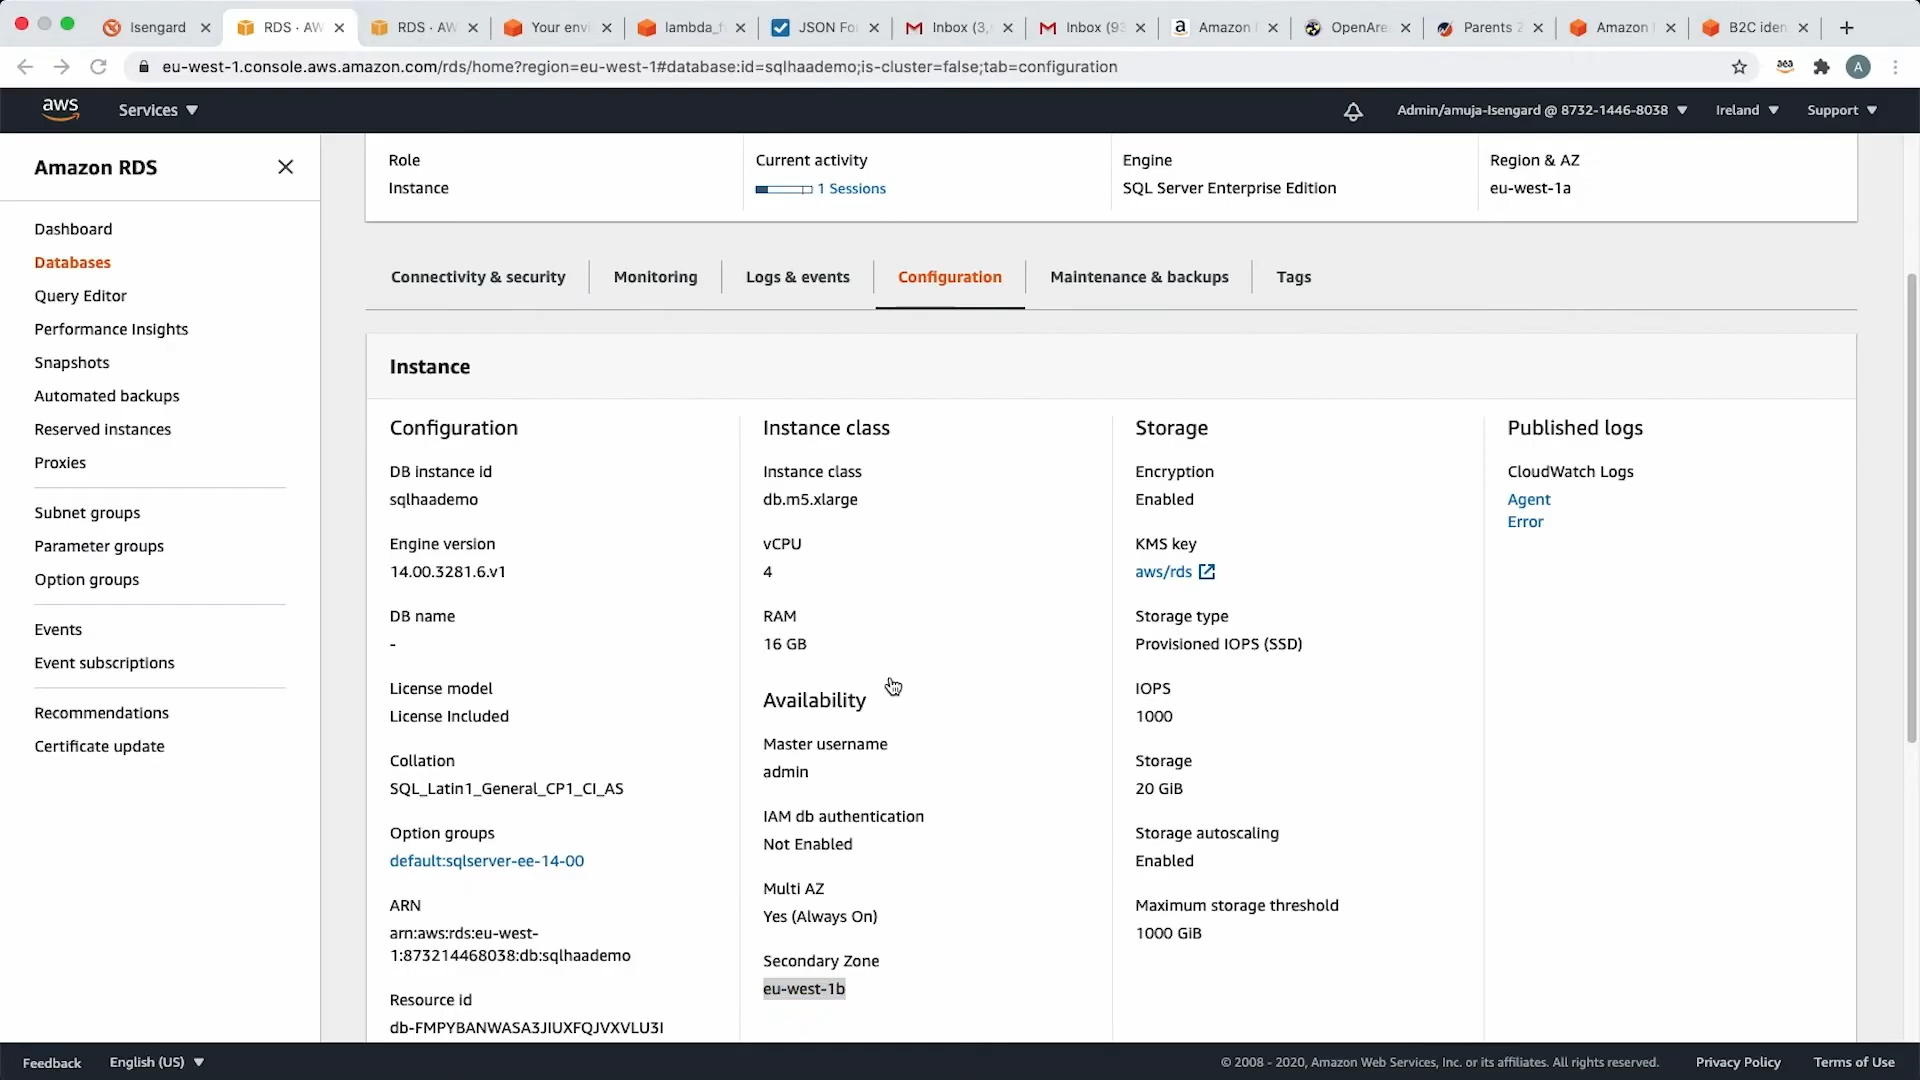 Isengard
RDS · AW
RDS · AW
Your envi
lambda_f
JSON Fo
Inbox (3,
Inbox (93
Amazon
OpenAre
Parents
Amazon
B2C iden
eu-west-1.console.aws.amazon.com/rds/home?region=eu-west-1#database:id=sqlhaademo;is-cluster=false;tab=configuration
A
aws
Services
Admin/amuja-Isengard @ 8732-1446-8038
Ireland
Support
Amazon RDS
Dashboard
Databases
Query Editor
Performance Insights
Snapshots
Automated backups
Reserved instances
Proxies
Subnet groups
Parameter groups
Option groups
Events
Event subscriptions
Recommendations
Certificate update
Role
Instance
Current activity
1 Sessions
Engine
SQL Server Enterprise Edition
Region & AZ
eu-west-1a
Connectivity & security
Monitoring
Logs & events
Configuration
Maintenance & backups
Tags
Instance
Configuration
DB instance id
sqlhaademo
Engine version
14.00.3281.6.v1
DB name
-
License model
License Included
Collation
SQL_Latin1_General_CP1_CI_AS
Option groups
default:sqlserver-ee-14-00
ARN
arn:aws:rds:eu-west-
1:873214468038:db:sqlhaademo
Resource id
db-FMPYBANWASA3JIUXFQJVXVLU3I
Instance class
Instance class
db.m5.xlarge
vCPU
4
RAM
16 GB
Availability
Master username
admin
IAM db authentication
Not Enabled
Multi AZ
Yes (Always On)
Secondary Zone
eu-west-1b
Storage
Encryption
Enabled
KMS key
aws/rds
Storage type
Provisioned IOPS (SSD)
IOPS
1000
Storage
20 GiB
Storage autoscaling
Enabled
Maximum storage threshold
1000 GiB
Published logs
CloudWatch Logs
Agent
Error
Feedback
English (US)
© 2008 - 2020, Amazon Web Services, Inc. or its affiliates. All rights reserved.
Privacy Policy
Terms of Use